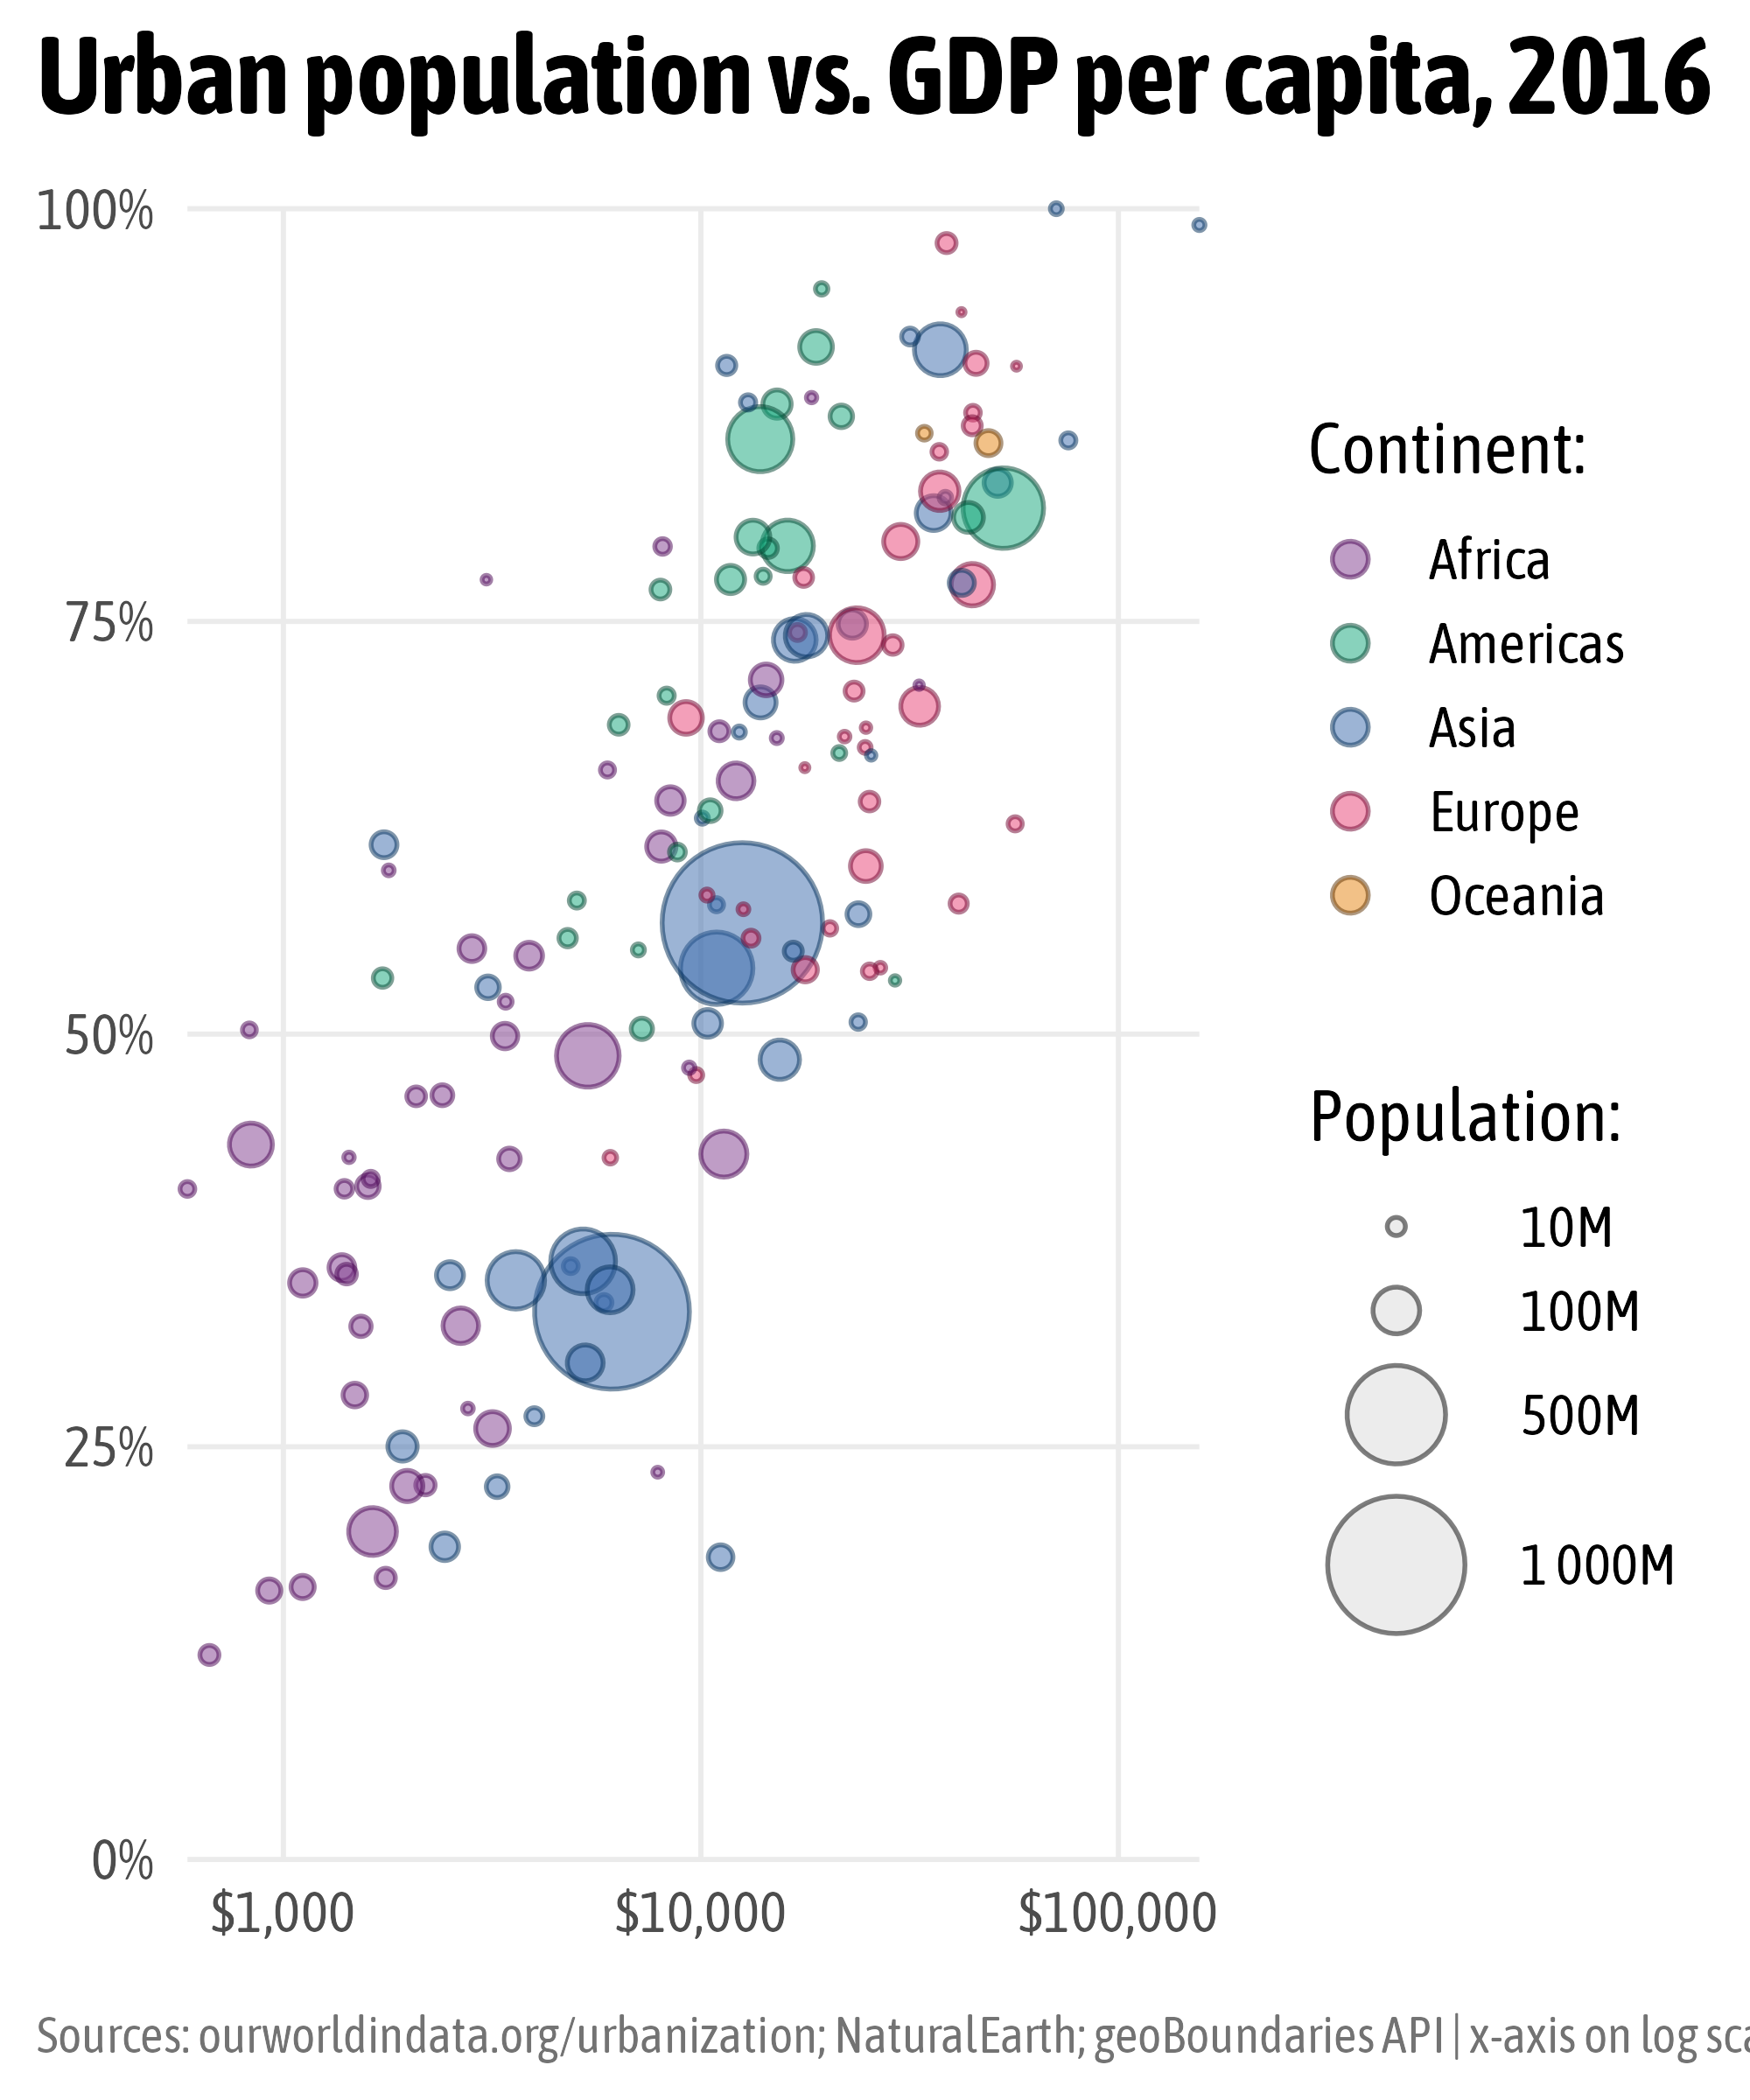 Urban population vs. GDP per capita, 2016
100%
75%
50%
25%
0%
$1,000
$10,000
$100,000
Continent:
Africa
Americas
Asia
Europe
Oceania
Population:
10M
100M
500M
1 000M
Sources: ourworldindata.org/urbanization; NaturalEarth; geoBoundaries API | x-axis on log